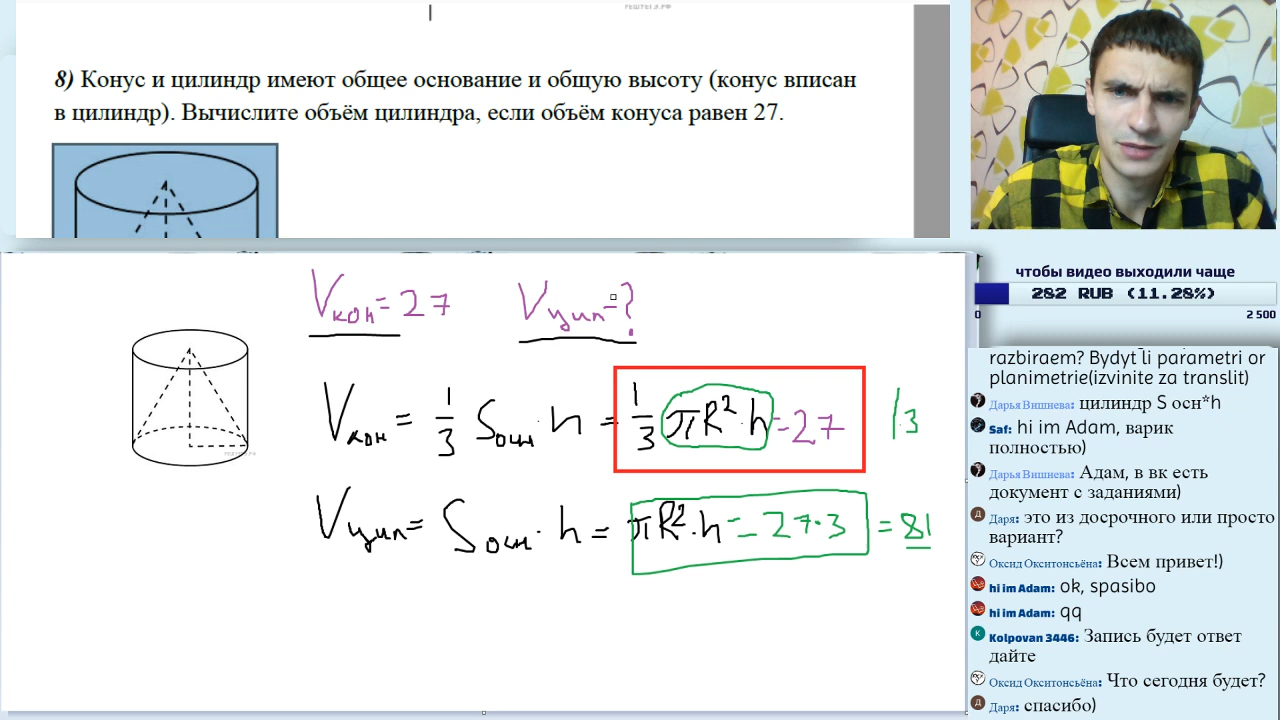 РЕШУЕГЭ.РФ
8) Конус и цилиндр имеют общее основание и общую высоту (конус вписан
в цилиндр). Вычислите объём цилиндра, если объём конуса равен 27.
Vкон = 27 Vцил = ?
Vкон = 1/3 Sосн · h = 1/3 πR² · h = 27 | · 3
Vцил = Sосн · h = πR² · h = 27 · 3 = 81
РЕШУЕГЭ.РФ
чтобы видео выходили чаще
282 RUB (11.28%)
0 2 500
razbiraem? Bydyt li parametri or
planimetrie(izvinite za translit)
Дарья Вишнева: цилиндр S осн*h
Saf: hi im Adam, варик
полностью)
Дарья Вишнева: Адам, в вк есть
документ с заданиями)
Даря: это из досрочного или просто
вариант?
Оксид Окситонсьёна: Всем привет!)
hi im Adam: ok, spasibo
hi im Adam: qq
Kolpovan 3446: Запись будет ответ
дайте
Оксид Окситонсьёна: Что сегодня будет?
Даря: спасибо)